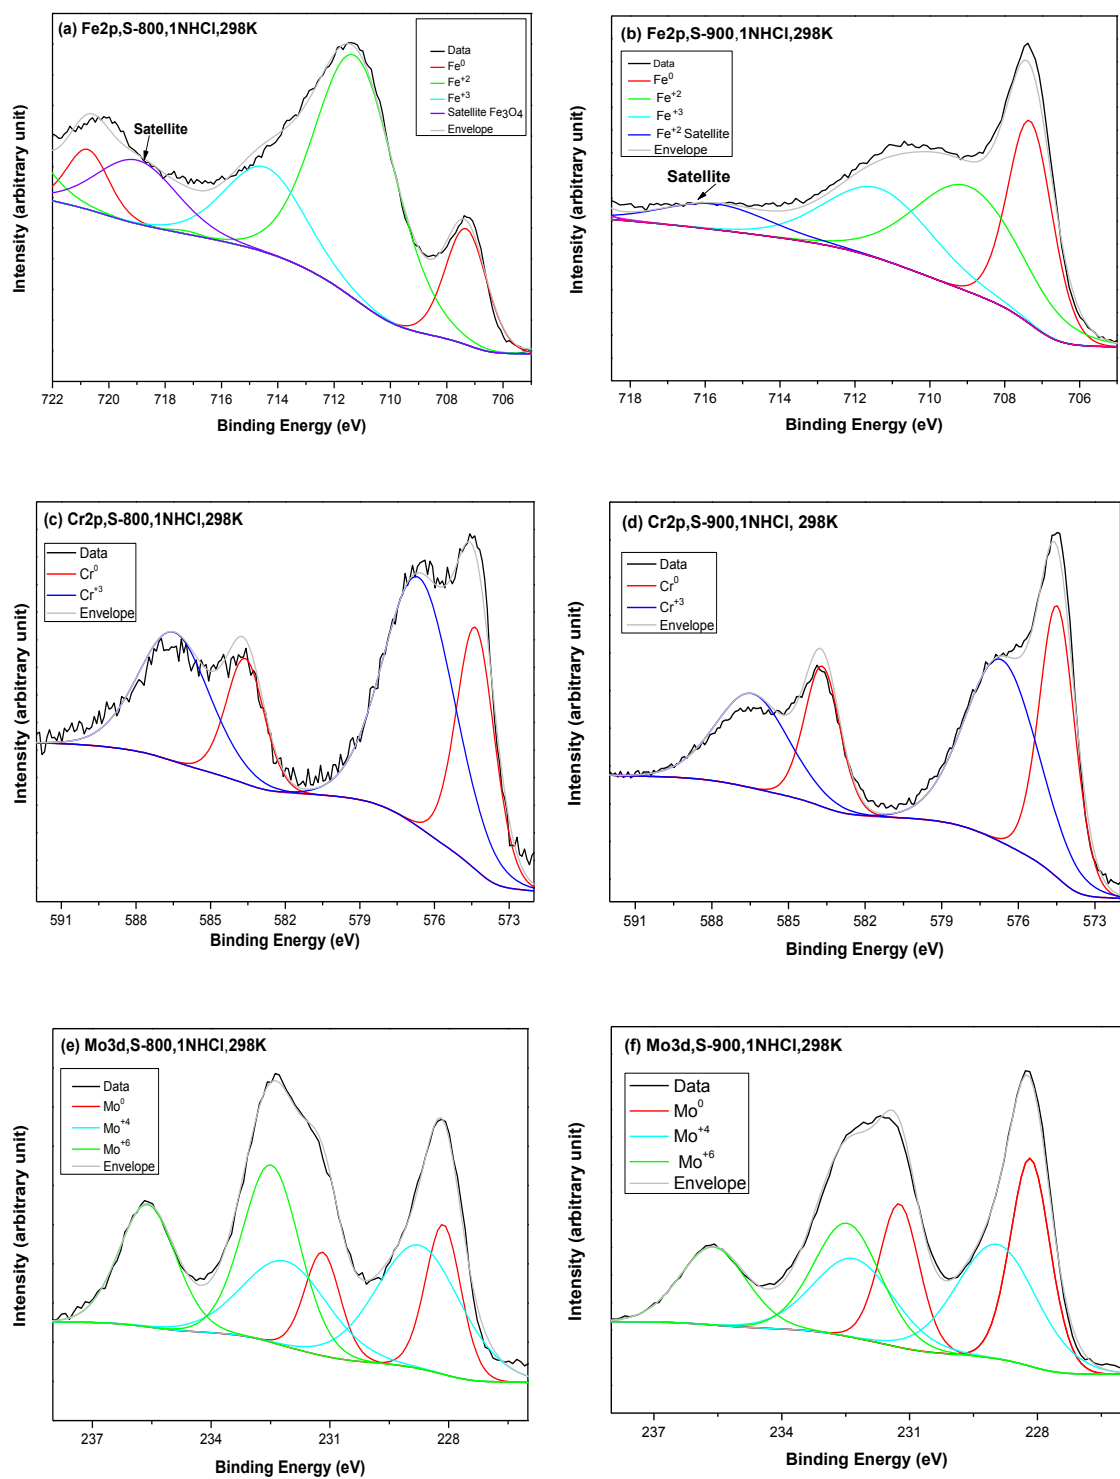 (a) Fe2p,S-800,1NHCl,298K
Data
Fe0
Fe+2
Fe+3
Satellite Fe3O4
Envelope
Satellite
Intensity (arbitrary unit)
722 720 718 716 714 712 710 708 706
Binding Energy (eV)
(b) Fe2p,S-900,1NHCl,298K
Data
Fe0
Fe+2
Fe+3
Fe+2 Satellite
Envelope
Satellite
Intensity (arbitrary unit)
718 716 714 712 710 708 706
Binding Energy (eV)
(c) Cr2p,S-800,1NHCl,298K
Data
Cr0
Cr+3
Envelope
Intensity (arbitrary unit)
591 588 585 582 579 576 573
Binding Energy (eV)
(d) Cr2p,S-900,1NHCl, 298K
Data
Cr0
Cr+3
Envelope
Intensity (arbitrary unit)
591 588 585 582 579 576 573
Binding Energy (eV)
(e) Mo3d,S-800,1NHCl,298K
Data
Mo0
Mo+4
Mo+6
Envelope
Intensity (arbitrary unit)
237 234 231 228
Binding Energy (eV)
(f) Mo3d,S-900,1NHCl,298K
Data
Mo0
Mo+4
Mo+6
Envelope
Intensity (arbitrary unit)
237 234 231 228
Binding Energy (eV)